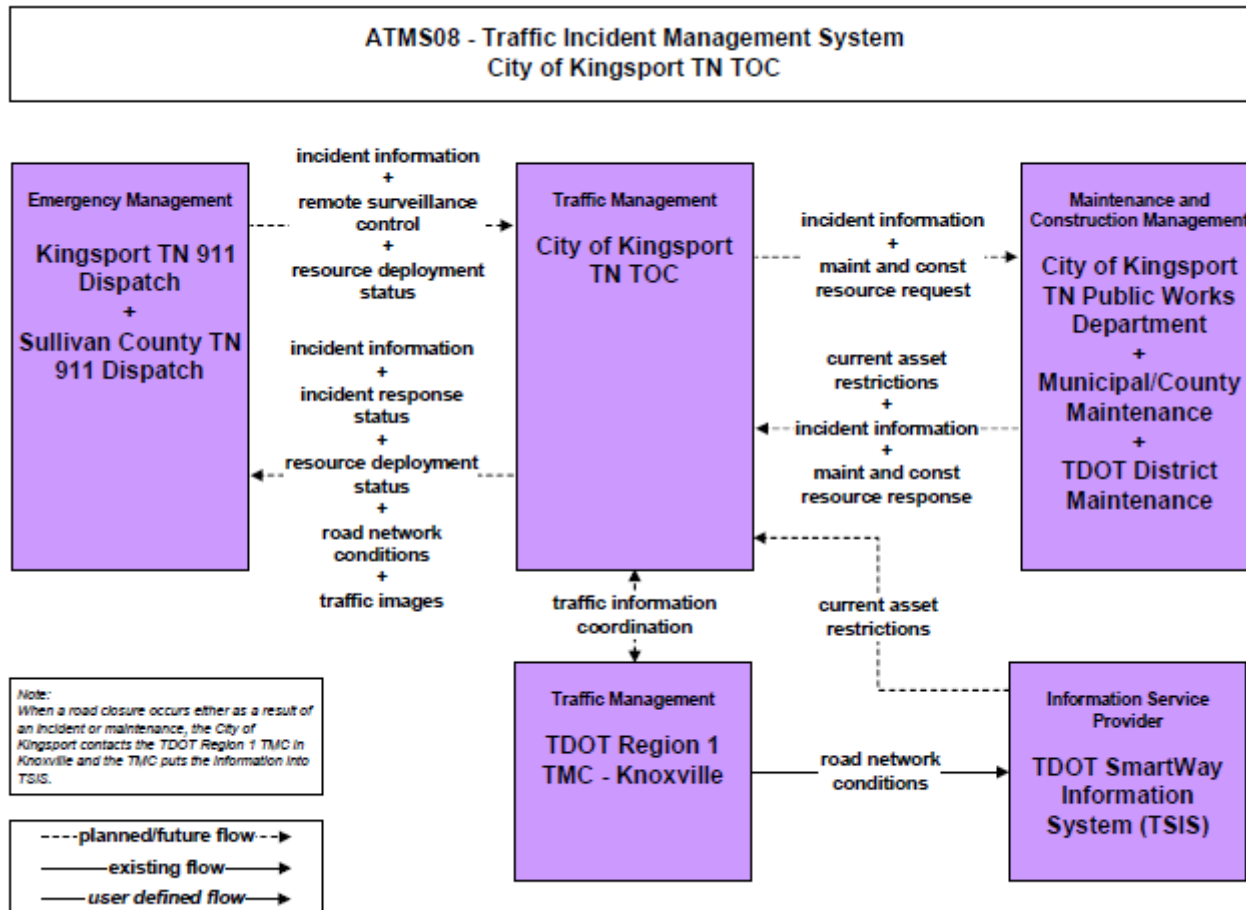 ATMS08 - Traffic Incident Management System
City of Kingsport TN TOC
Emergency Management
Kingsport TN 911
Dispatch
+
Sullivan County TN
911 Dispatch
incident information
+
remote surveillance
control
+
resource deployment
status
incident information
+
incident response
status
+
resource deployment
status
+
road network
conditions
+
traffic images
Traffic Management
City of Kingsport
TN TOC
incident information
+
maint and const
resource request
current asset
restrictions
+
incident information
+
maint and const
resource response
Maintenance and
Construction Management
City of Kingsport
TN Public Works
Department
+
Municipal/County
Maintenance
+
TDOT District
Maintenance
traffic information
coordination
current asset
restrictions
Traffic Management
TDOT Region 1
TMC - Knoxville
road network
conditions
Information Service
Provider
TDOT SmartWay
Information
System (TSIS)
Note:
When a road closure occurs either as a result of
an incident or maintenance, the City of
Kingsport contacts the TDOT Region 1 TMC in
Knoxville and the TMC puts the information into
TSIS.
planned/future flow
existing flow
user defined flow